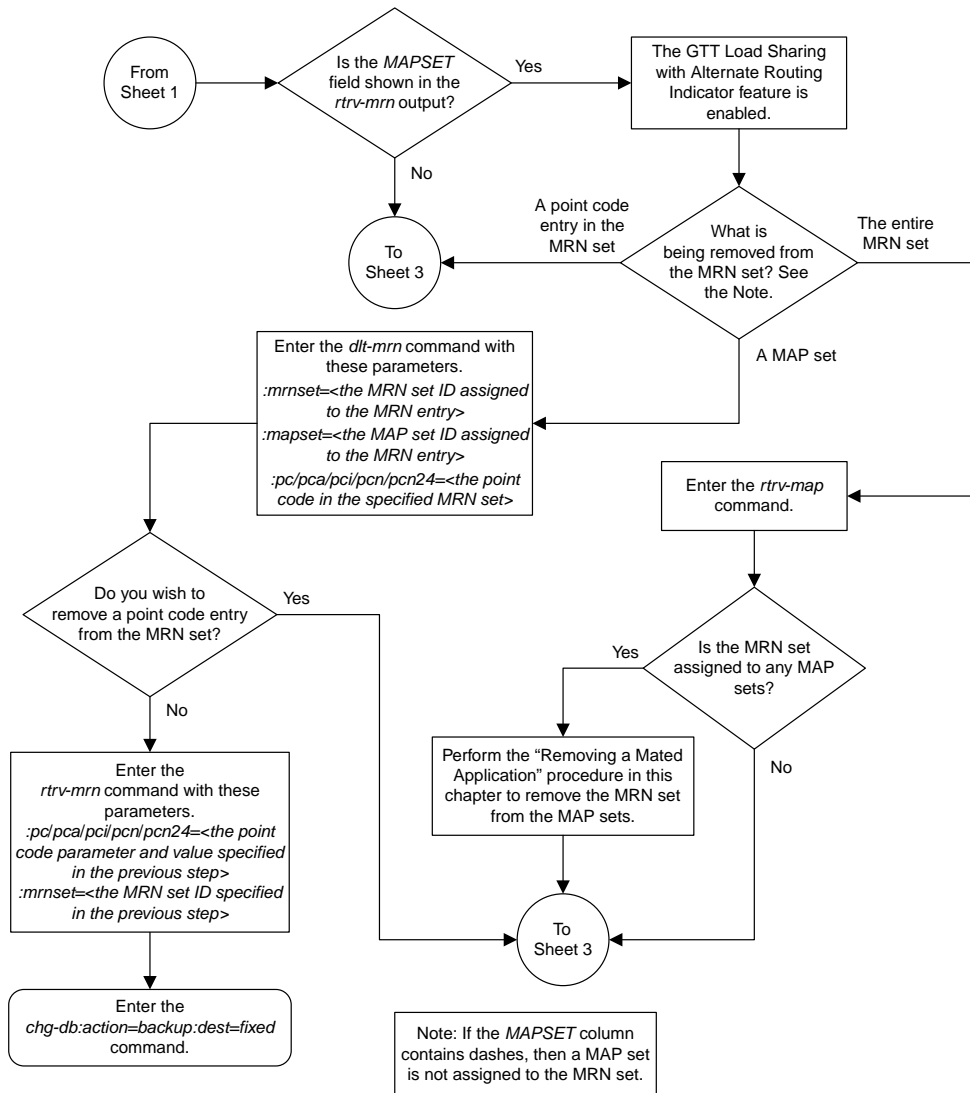 From
Sheet 1
Is the MAPSET
field shown in the
rtrv-mrn output?
Yes
The GTT Load Sharing
with Alternate Routing
Indicator feature is
enabled.
No
To
Sheet 3
A point code
entry in the
MRN set
What is
being removed from
the MRN set? See
the Note.
The entire
MRN set
A MAP set
Enter the dlt-mrn command with
these parameters.
:mrnset=<the MRN set ID assigned
to the MRN entry>
:mapset=<the MAP set ID assigned
to the MRN entry>
:pc/pca/pci/pcn/pcn24=<the point
code in the specified MRN set>
Enter the rtrv-map
command.
Do you wish to
remove a point code entry
from the MRN set?
Yes
No
Is the MRN set
assigned to any MAP
sets?
Yes
No
Perform the “Removing a Mated
Application” procedure in this
chapter to remove the MRN set
from the MAP sets.
Enter the
rtrv-mrn command with these
parameters.
:pc/pca/pci/pcn/pcn24=<the point
code parameter and value specified
in the previous step>
:mrnset=<the MRN set ID specified
in the previous step>
To
Sheet 3
Enter the
chg-db:action=backup:dest=fixed
command.
Note: If the MAPSET column
contains dashes, then a MAP set
is not assigned to the MRN set.